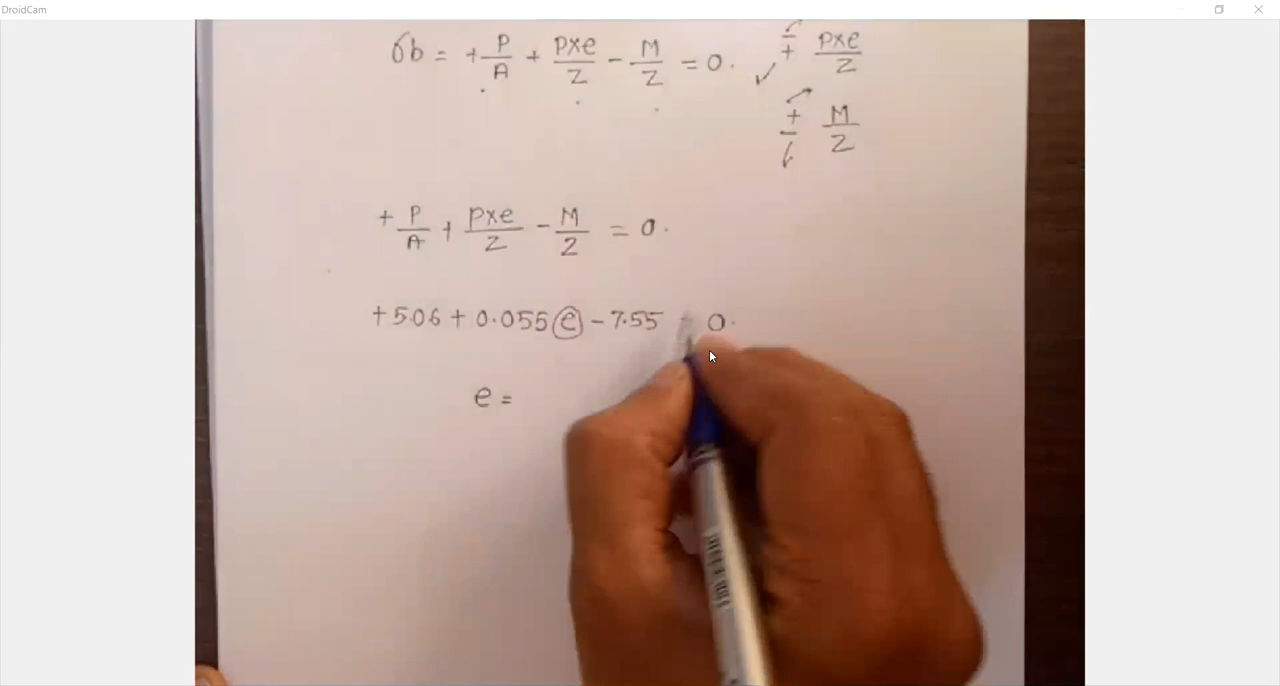 DroidCam
σb = + P/A + P×e/Z - M/Z = 0. ± P×e/Z
± M/Z
+ P/A + P×e/Z - M/Z = 0.
+5.06 + 0.055 e - 7.55 = 0.
e =